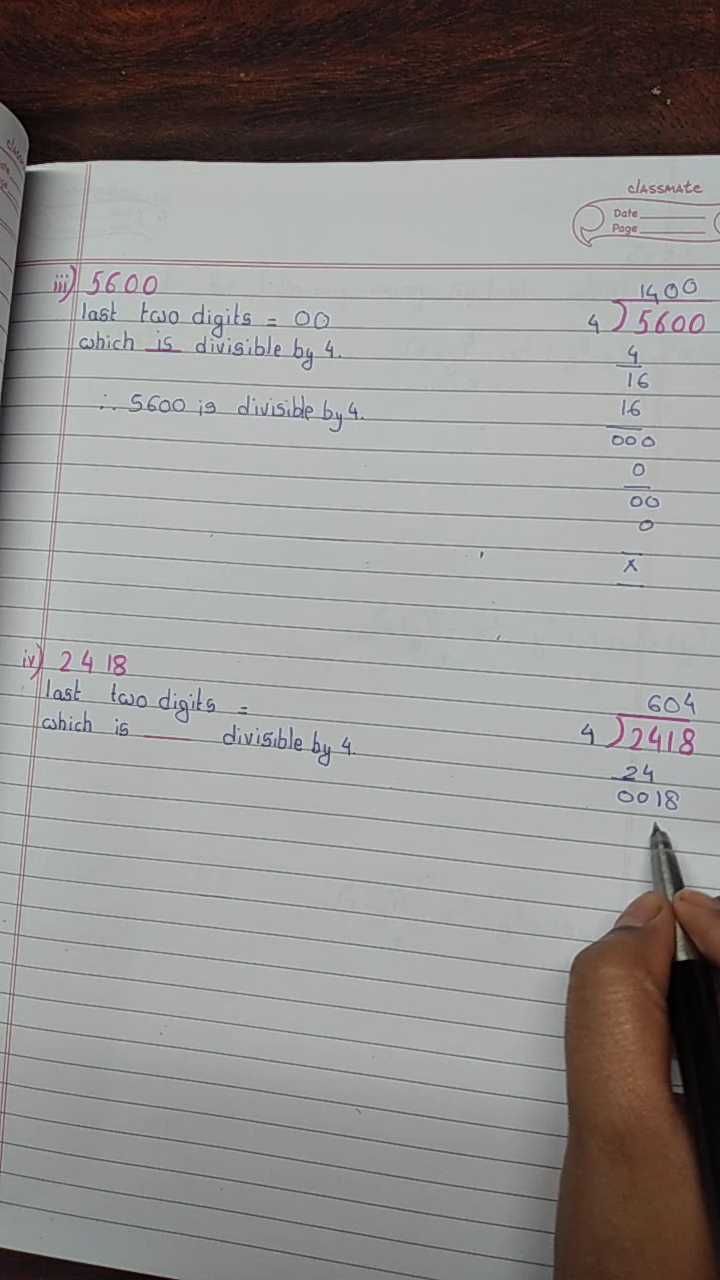 classmate
Date
Page
iii) 5600
last two digits = 00
which is divisible by 4.
∴ 5600 is divisible by 4.
1400
4 ) 5600
4
16
16
000
0
00
0
x
iv) 2418
last two digits =
which is ____ divisible by 4.
604
4 ) 2418
24
0018